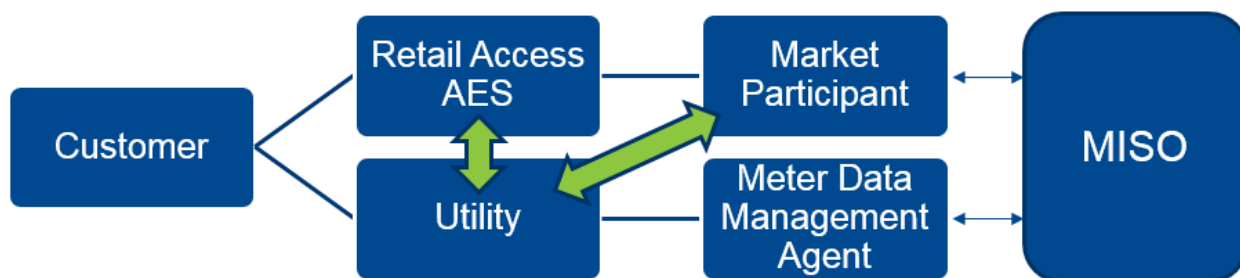 Customer
Retail Access
AES
Utility
Market
Participant
Meter Data
Management
Agent
MISO